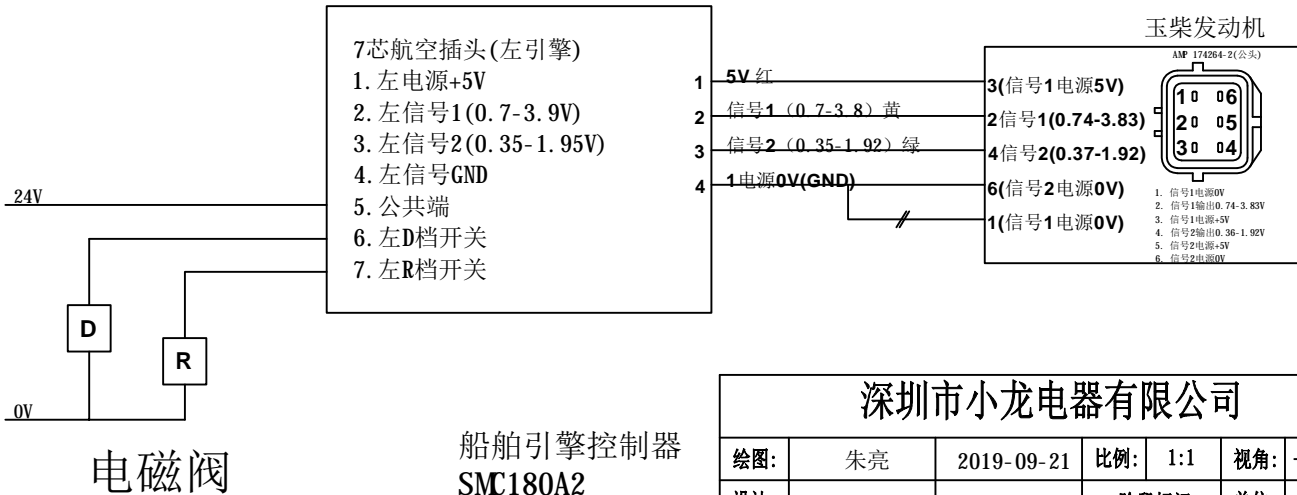 7芯航空插头(左引擎)
1. 左电源+5V
2. 左信号1(0.7-3.9V)
3. 左信号2(0.35-1.95V)
4. 左信号GND
5. 公共端
6. 左D档开关
7. 左R档开关
1
2
3
4
5V 红
信号1（0.7-3.8）黄
信号2（0.35-1.92）绿
1电源0V(GND)
玉柴发动机
AMP 174264-2(公头)
3(信号1电源5V)
2信号1(0.74-3.83)
4信号2(0.37-1.92)
6(信号2电源0V)
1(信号1电源0V)
1 6
2 5
3 4
1. 信号1电源0V
2. 信号1输出0.74-3.83V
3. 信号1电源+5V
4. 信号2输出0.36-1.92V
5. 信号2电源+5V
6. 信号2电源0V
24V
D
R
0V
电磁阀
船舶引擎控制器
SMC180A2
深圳市小龙电器有限公司
绘图: 朱亮 2019-09-21 比例: 1:1 视角: